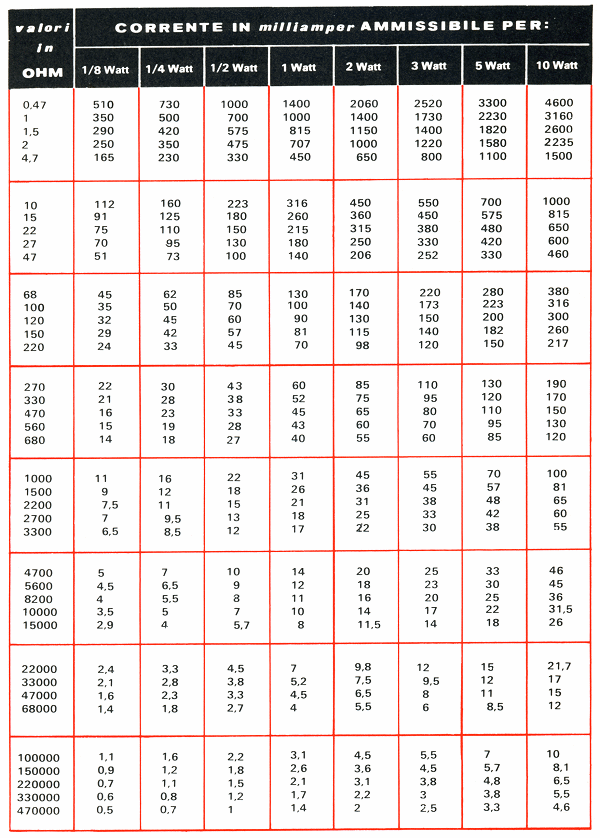 valori
in
OHM
CORRENTE IN milliamper AMMISSIBILE PER:
1/8 Watt 1/4 Watt 1/2 Watt 1 Watt 2 Watt 3 Watt 5 Watt 10 Watt
0,47 510 730 1000 1400 2060 2520 3300 4600
1 350 500 700 1000 1400 1730 2230 3160
1,5 290 420 575 815 1150 1400 1820 2600
2 250 350 475 707 1000 1220 1580 2235
4,7 165 230 330 450 650 800 1100 1500
10 112 160 223 316 450 550 700 1000
15 91 125 180 260 360 450 575 815
22 75 110 150 215 315 380 480 650
27 70 95 130 180 250 330 420 600
47 51 73 100 140 206 252 330 460
68 45 62 85 130 170 220 280 380
100 35 50 70 100 140 173 223 316
120 32 45 60 90 130 150 200 300
150 29 42 57 81 115 140 182 260
220 24 33 45 70 98 120 150 217
270 22 30 43 60 85 110 130 190
330 21 28 38 52 75 95 120 170
470 16 23 33 45 65 80 110 150
560 15 19 28 43 60 70 95 130
680 14 18 27 40 55 60 85 120
1000 11 16 22 31 45 55 70 100
1500 9 12 18 26 36 45 57 81
2200 7,5 11 15 21 31 38 48 65
2700 7 9,5 13 18 25 33 42 60
3300 6,5 8,5 12 17 22 30 38 55
4700 5 7 10 14 20 25 33 46
5600 4,5 6,5 9 12 18 23 30 45
8200 4 5,5 8 11 16 20 25 36
10000 3,5 5 7 10 14 17 22 31,5
15000 2,9 4 5,7 8 11,5 14 18 26
22000 2,4 3,3 4,5 7 9,8 12 15 21,7
33000 2,1 2,8 3,8 5,2 7,5 9,5 12 17
47000 1,6 2,3 3,3 4,5 6,5 8 11 15
68000 1,4 1,8 2,7 4 5,5 6 8,5 12
100000 1,1 1,6 2,2 3,1 4,5 5,5 7 10
150000 0,9 1,2 1,8 2,6 3,6 4,5 5,7 8,1
220000 0,7 1,1 1,5 2,1 3,1 3,8 4,8 6,5
330000 0,6 0,8 1,2 1,7 2,2 3 3,8 5,5
470000 0,5 0,7 1 1,4 2 2,5 3,3 4,6